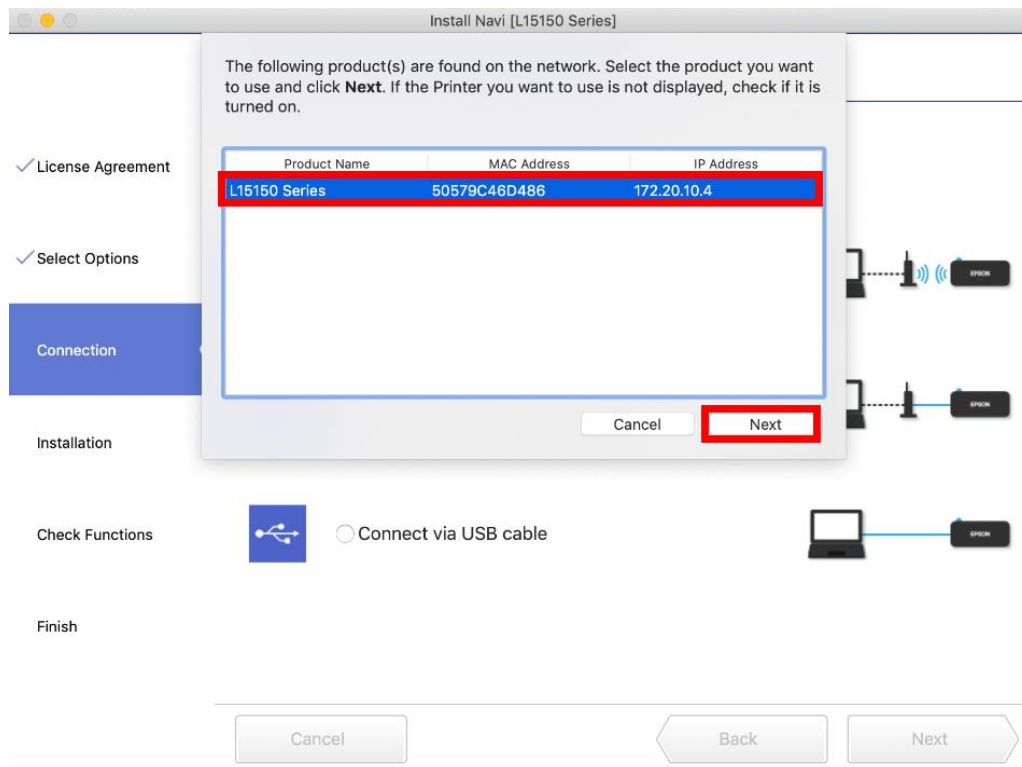 Install Navi [L15150 Series]
The following product(s) are found on the network. Select the product you want
to use and click Next. If the Printer you want to use is not displayed, check if it is
turned on.
Product Name MAC Address IP Address
L15150 Series 50579C46D486 172.20.10.4
Cancel Next
License Agreement
Select Options
Connection
Installation
Check Functions
Finish
EPSON
EPSON
Connect via USB cable
EPSON
Cancel Back Next